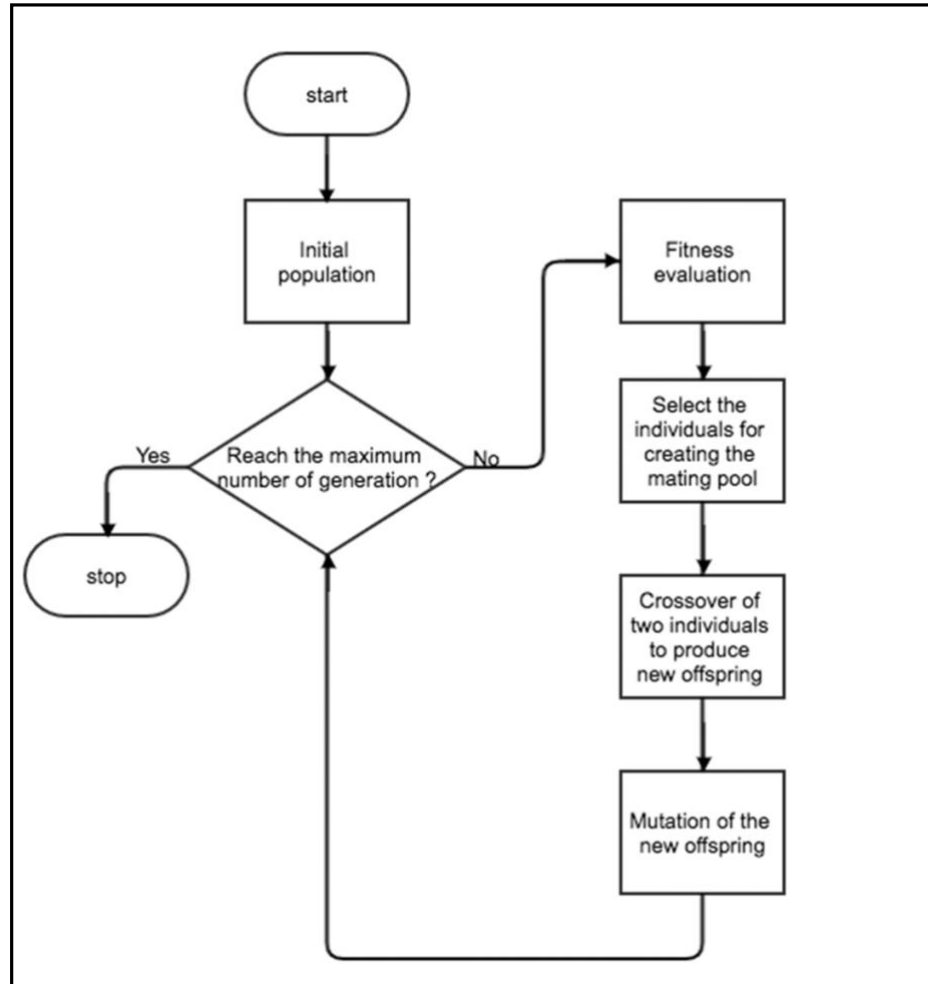 start
Initial
population
Reach the maximum
number of generation ?
Yes
No
stop
Fitness
evaluation
Select the
individuals for
creating the
mating pool
Crossover of
two individuals
to produce
new offspring
Mutation of the
new offspring